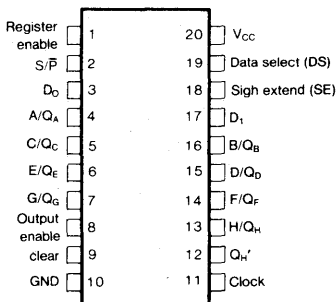 Register enable 1 20 VCC
S/P̅ 2 19 Data select (DS)
DO 3 18 Sigh extend (SE)
A/QA 4 17 D1
C/QC 5 16 B/QB
E/QE 6 15 D/QD
G/QG 7 14 F/QF
Output enable 8 13 H/QH
clear 9 12 QH'
GND 10 11 Clock